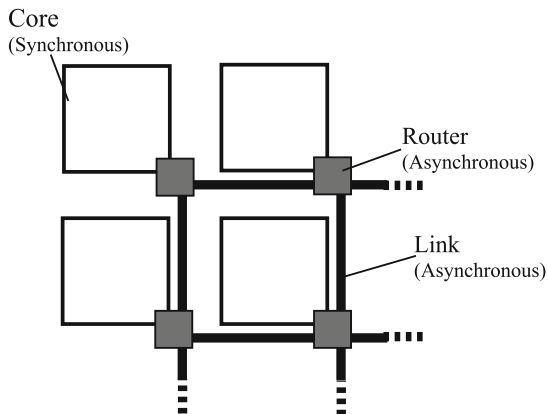 Core
(Synchronous)
Router
(Asynchronous)
Link
(Asynchronous)